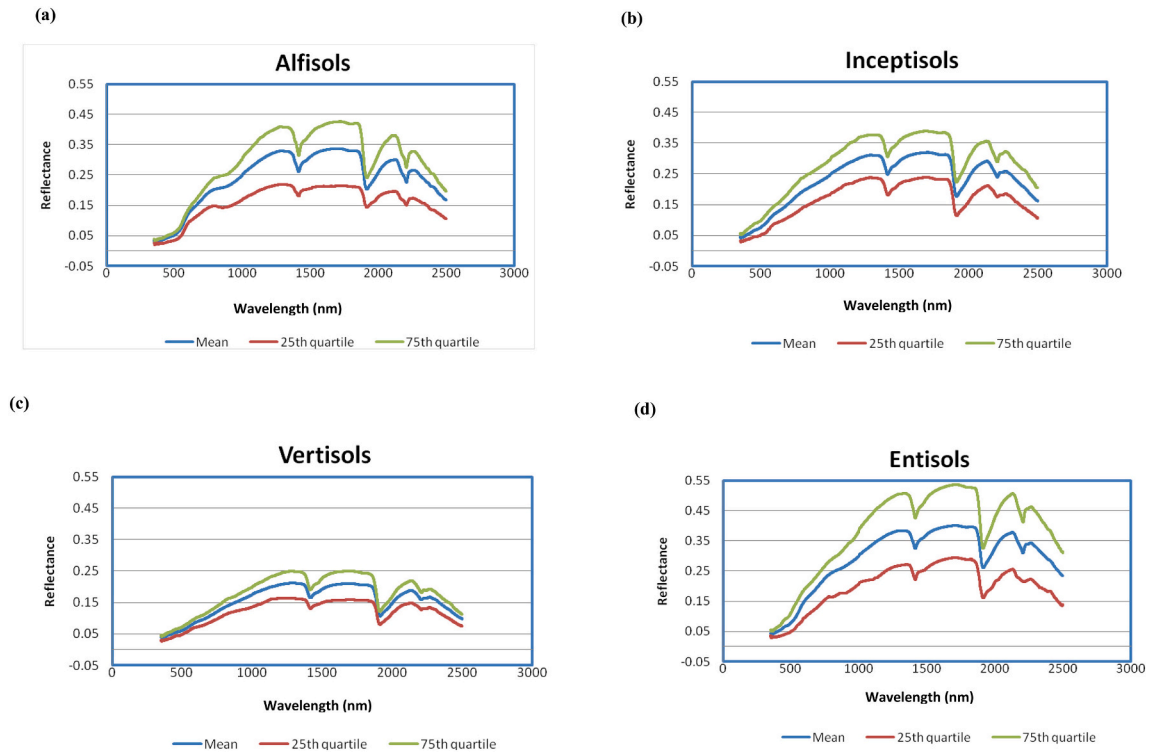 (a)
Alfisols
0.55
0.45
0.35
0.25
0.15
0.05
-0.05
Reflectance
0 500 1000 1500 2000 2500 3000
Wavelength (nm)
Mean 25th quartile 75th quartile
(b)
Inceptisols
0.55
0.45
0.35
0.25
0.15
0.05
-0.05
Reflectance
0 500 1000 1500 2000 2500 3000
Wavelength (nm)
Mean 25th quartile 75th quartile
(c)
Vertisols
0.55
0.45
0.35
0.25
0.15
0.05
-0.05
Reflectance
0 500 1000 1500 2000 2500 3000
Wavelength (nm)
Mean 25th quartile 75th quartile
(d)
Entisols
0.55
0.45
0.35
0.25
0.15
0.05
-0.05
Reflectance
0 500 1000 1500 2000 2500 3000
Wavelength (nm)
Mean 25th quartile 75th quartile